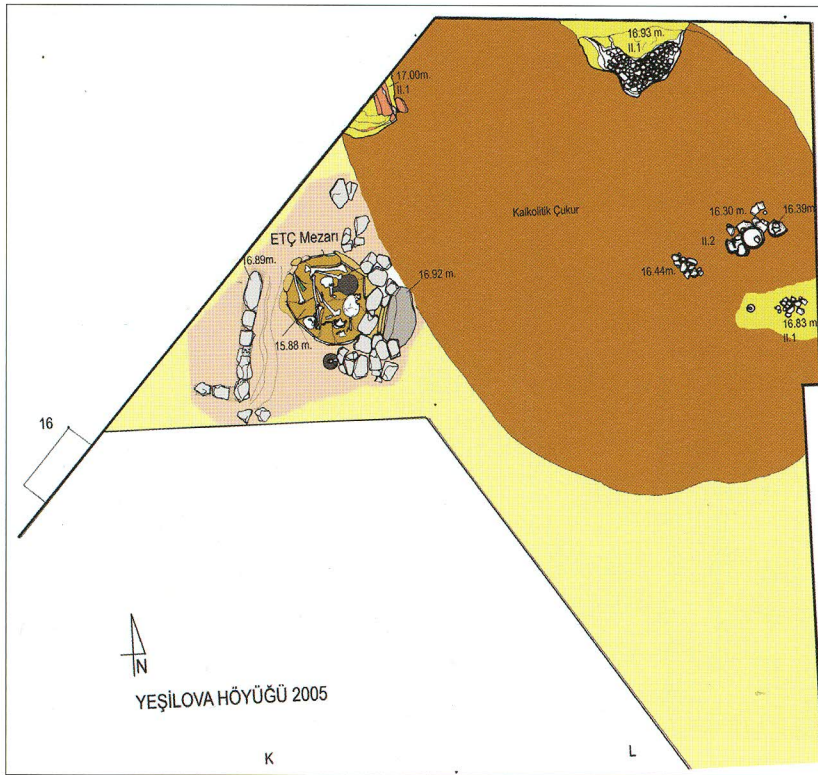 16.93 m.
II.1
17.00m.
II.1
Kalkolitik Çukur
16.30 m.
16.39m
II.2
16.44m.
ETÇ Mezarı
16.89m.
16.92 m.
15.88 m.
16.83 m
II.1
16
N
YEŞİLOVA HÖYÜĞÜ 2005
K
L